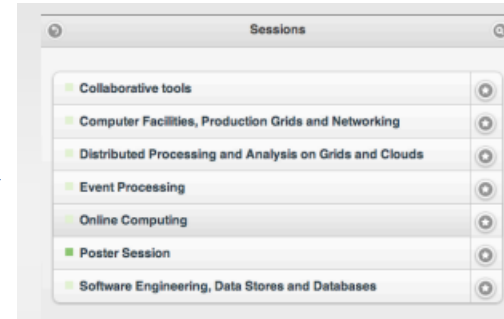 Sessions
Collaborative tools
Computer Facilities, Production Grids and Networking
Distributed Processing and Analysis on Grids and Clouds
Event Processing
Online Computing
Poster Session
Software Engineering, Data Stores and Databases